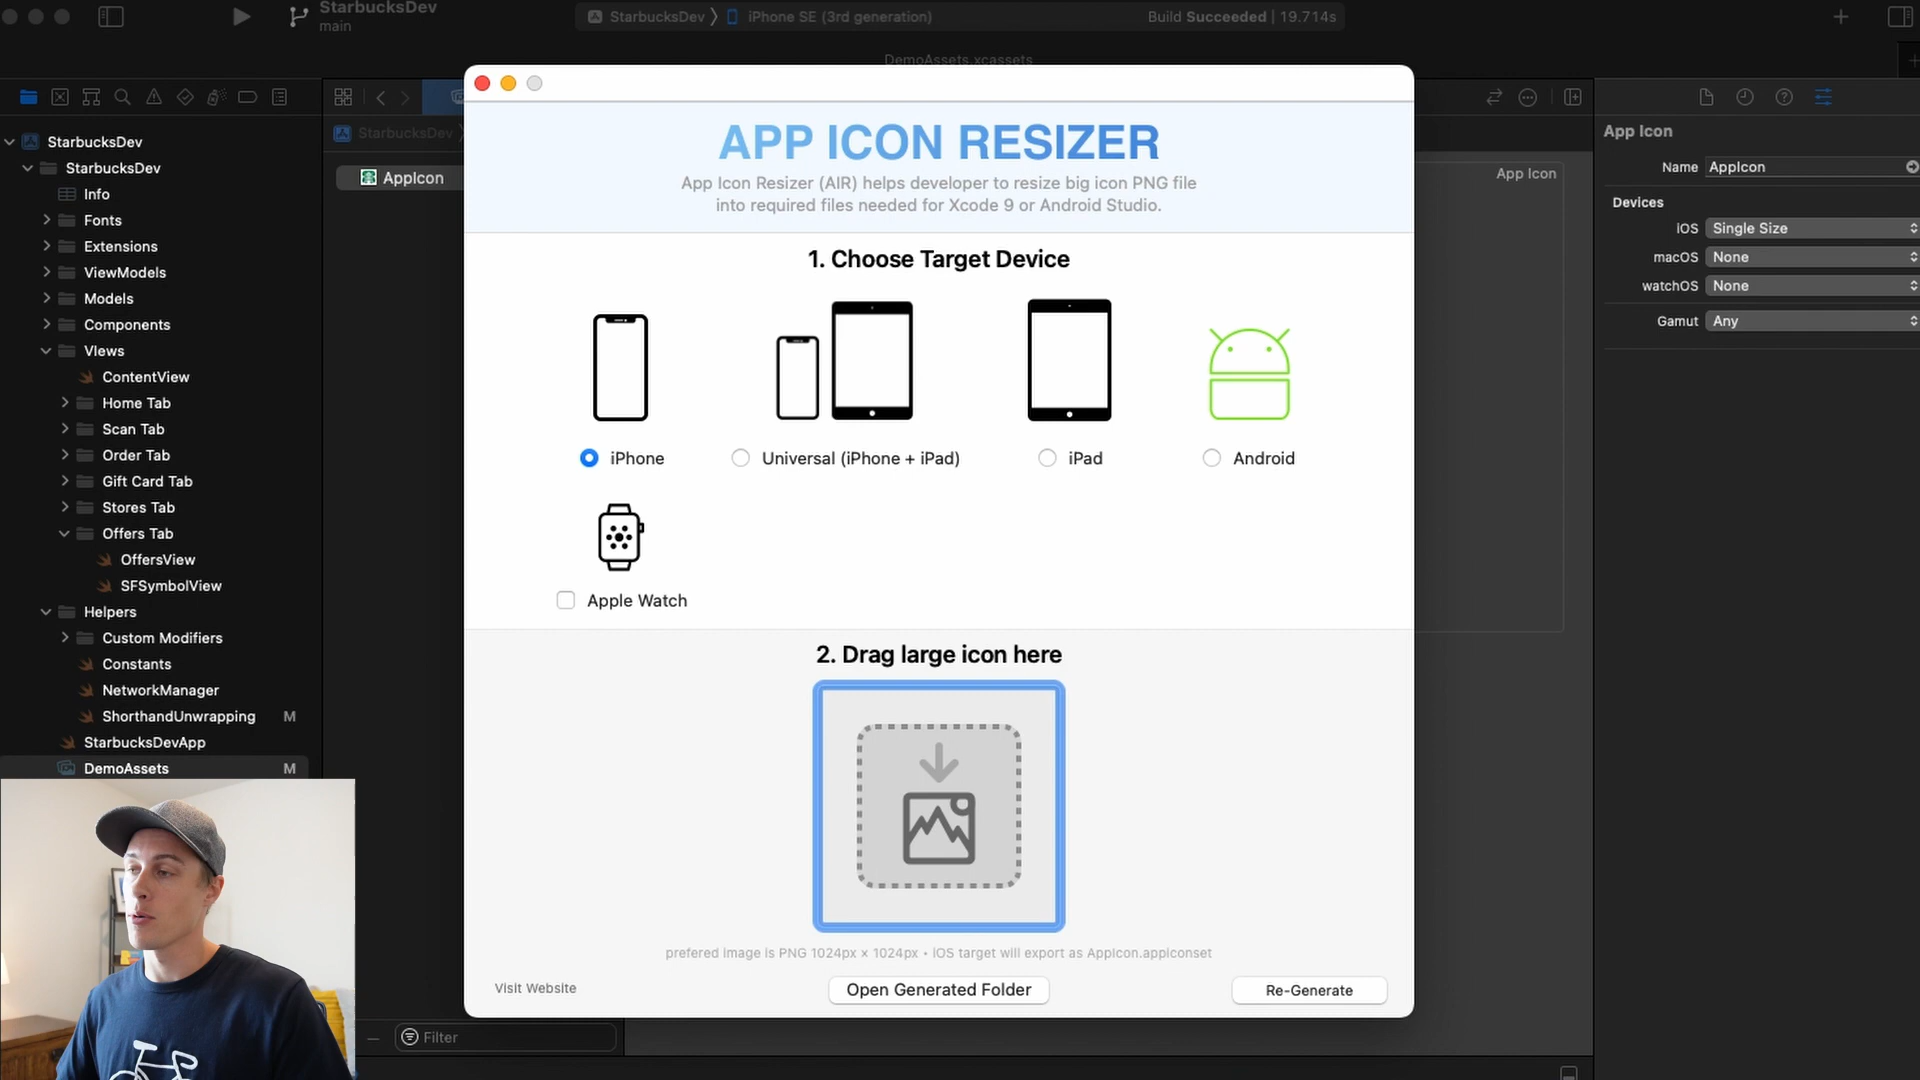 StarbucksDev
main
StarbucksDev
iPhone SE (3rd generation)
Build Succeeded | 19.714s
DemoAssets.xcassets
StarbucksDev
StarbucksDev
Info
Fonts
Extensions
ViewModels
Models
Components
VIews
ContentView
Home Tab
Scan Tab
Order Tab
Gift Card Tab
Stores Tab
Offers Tab
OffersView
SFSymbolView
Helpers
Custom Modifiers
Constants
NetworkManager
ShorthandUnwrapping M
StarbucksDevApp
DemoAssets M
StarbucksDev
AppIcon
Filter
APP ICON RESIZER
App Icon Resizer (AIR) helps developer to resize big icon PNG file
into required files needed for Xcode 9 or Android Studio.
1. Choose Target Device
iPhone
Universal (iPhone + iPad)
iPad
Android
Apple Watch
2. Drag large icon here
prefered image is PNG 1024px × 1024px • iOS target will export as AppIcon.appiconset
Visit Website
Open Generated Folder
Re-Generate
App Icon
App Icon
Name AppIcon
Devices
iOS Single Size
macOS None
watchOS None
Gamut Any